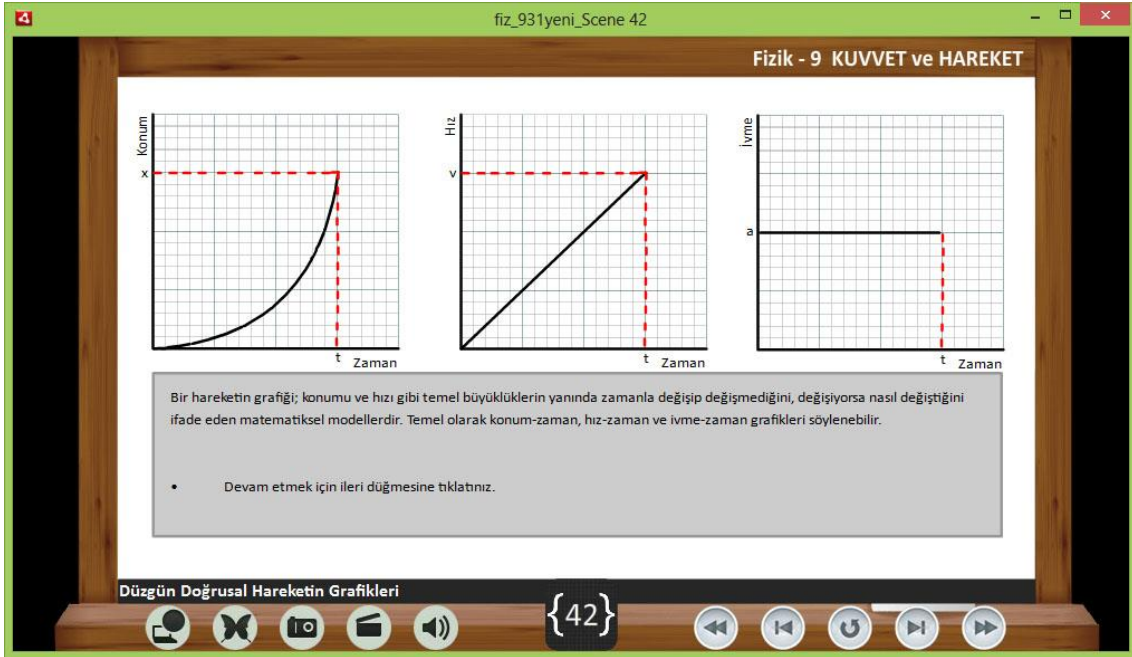 fiz_931yeni_Scene 42
Fizik - 9 KUVVET ve HAREKET
Konum
x
t
Zaman
Hız
v
t
Zaman
İvme
a
t
Zaman
Bir hareketin grafiği; konumu ve hızı gibi temel büyüklüklerin yanında zamanla değişip değişmediğini, değişiyorsa nasıl değiştiğini
ifade eden matematiksel modellerdir. Temel olarak konum-zaman, hız-zaman ve ivme-zaman grafikleri söylenebilir.
• Devam etmek için ileri düğmesine tıklatınız.
Düzgün Doğrusal Hareketin Grafikleri
{42}